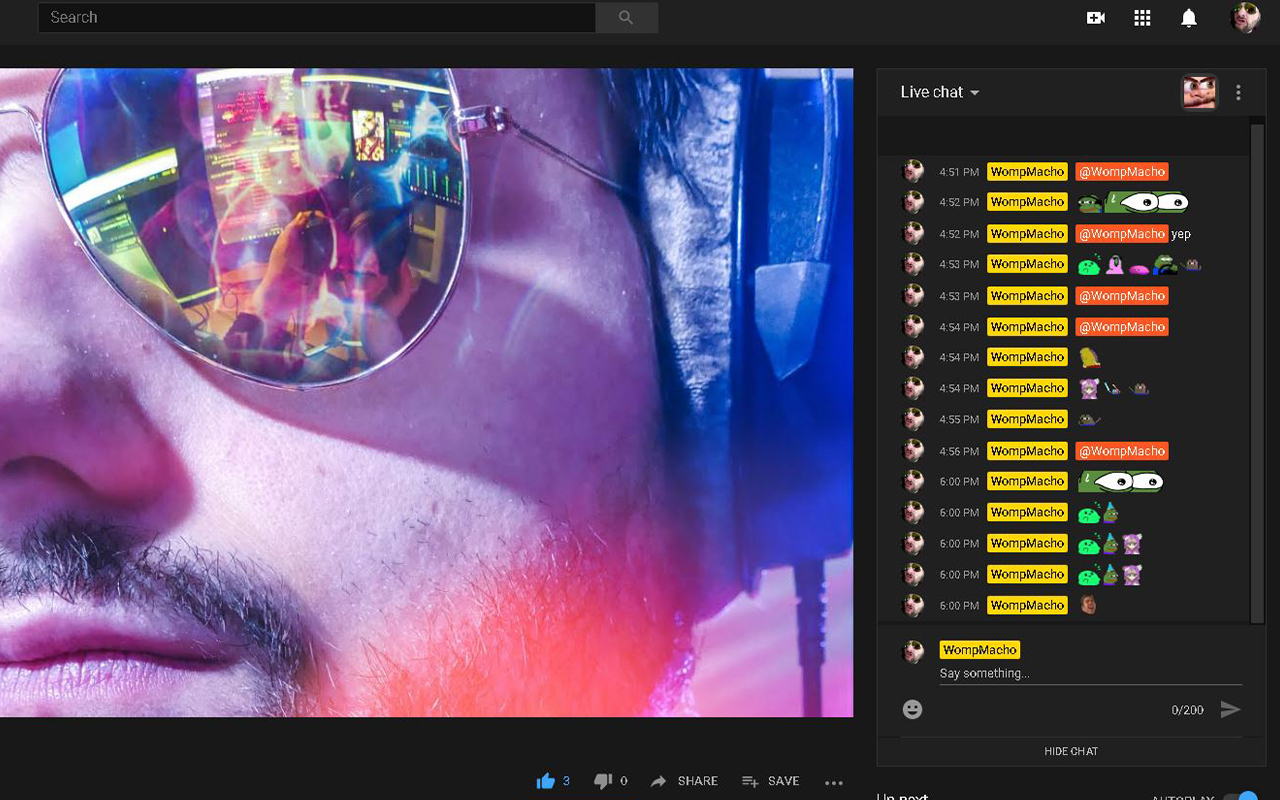 Search
Live chat
4:51 PM WompMacho @WompMacho
4:52 PM WompMacho
4:52 PM WompMacho @WompMacho yep
4:53 PM WompMacho
4:53 PM WompMacho @WompMacho
4:54 PM WompMacho @WompMacho
4:54 PM WompMacho
4:54 PM WompMacho
4:55 PM WompMacho
4:56 PM WompMacho @WompMacho
6:00 PM WompMacho
6:00 PM WompMacho
6:00 PM WompMacho
6:00 PM WompMacho
6:00 PM WompMacho
WompMacho
Say something...
0/200
HIDE CHAT
3 0 SHARE SAVE
Up next AUTOPLAY